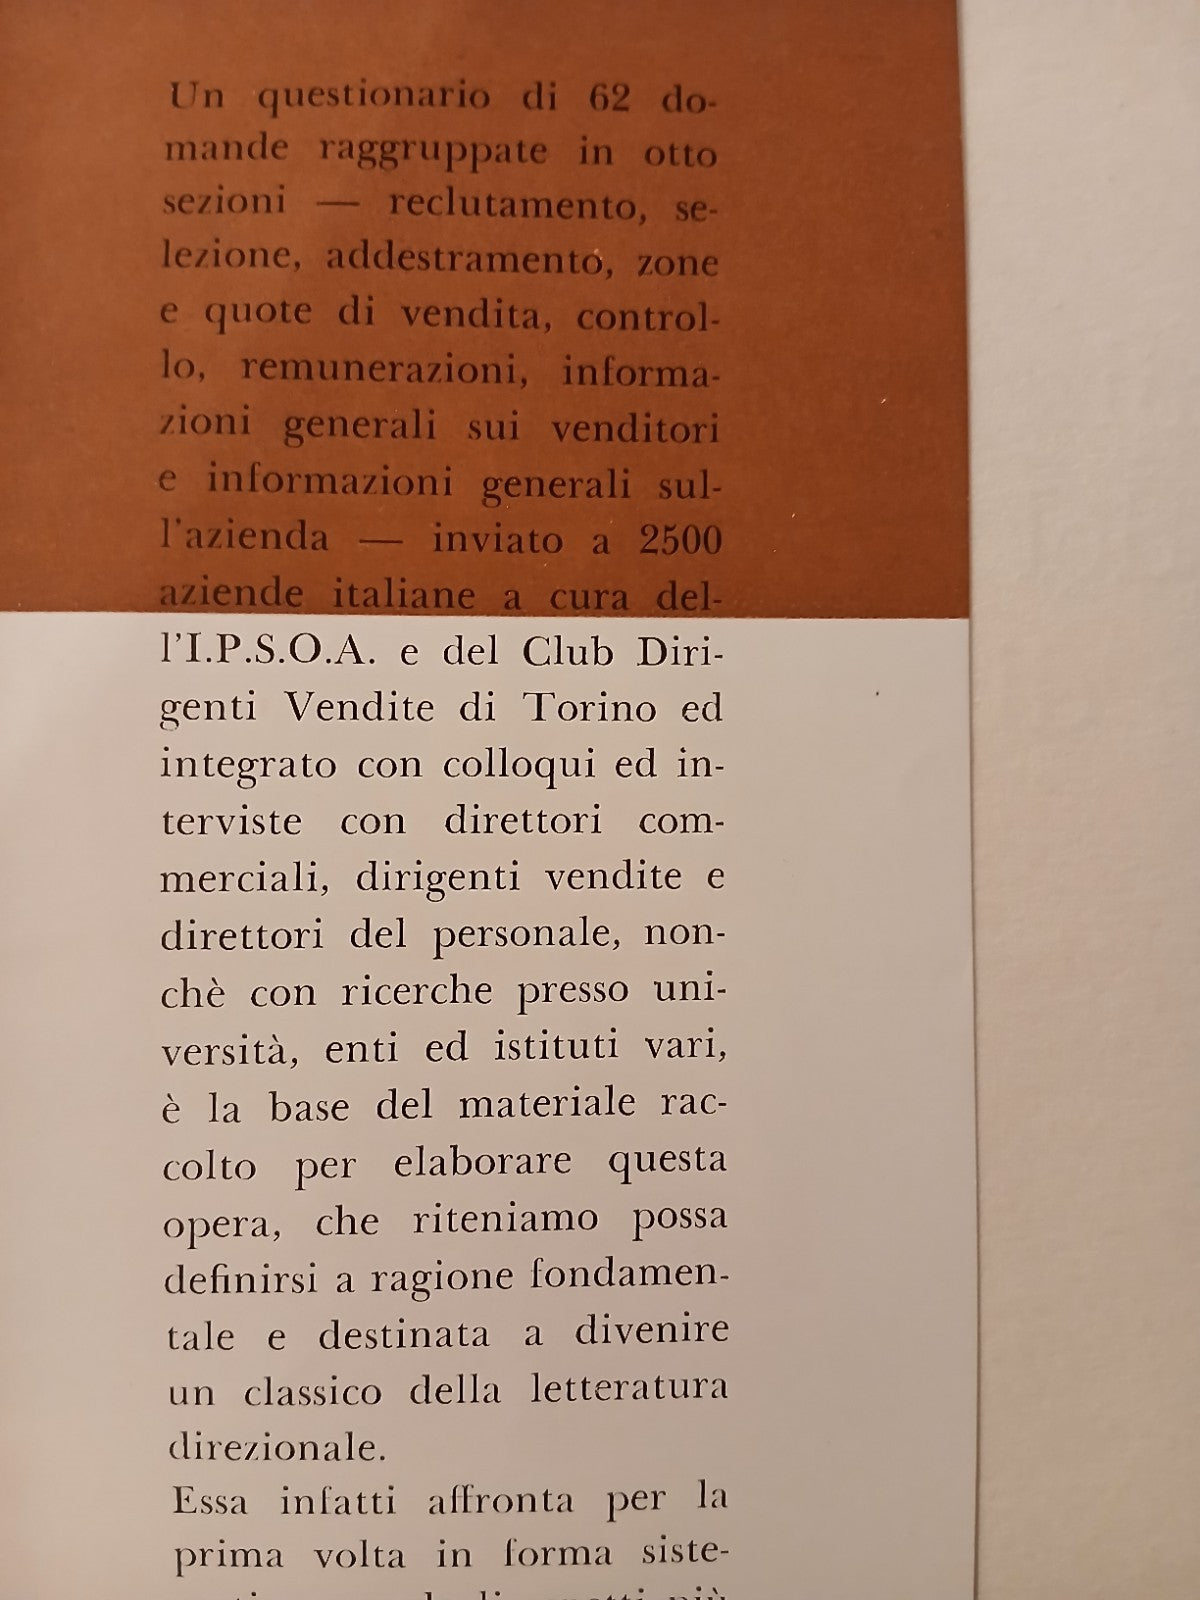 Un questionario di 62 do-
mande raggruppate in otto
sezioni — reclutamento, se-
lezione, addestramento, zone
e quote di vendita, control-
lo, remunerazioni, informa-
zioni generali sui venditori
e informazioni generali sul-
l'azienda — inviato a 2500
aziende italiane a cura del-
l'I.P.S.O.A. e del Club Diri-
genti Vendite di Torino ed
integrato con colloqui ed in-
terviste con direttori com-
merciali, dirigenti vendite e
direttori del personale, non-
chè con ricerche presso uni-
versità, enti ed istituti vari,
è la base del materiale rac-
colto per elaborare questa
opera, che riteniamo possa
definirsi a ragione fondamen-
tale e destinata a divenire
un classico della letteratura
direzionale.
Essa infatti affronta per la
prima volta in forma siste-